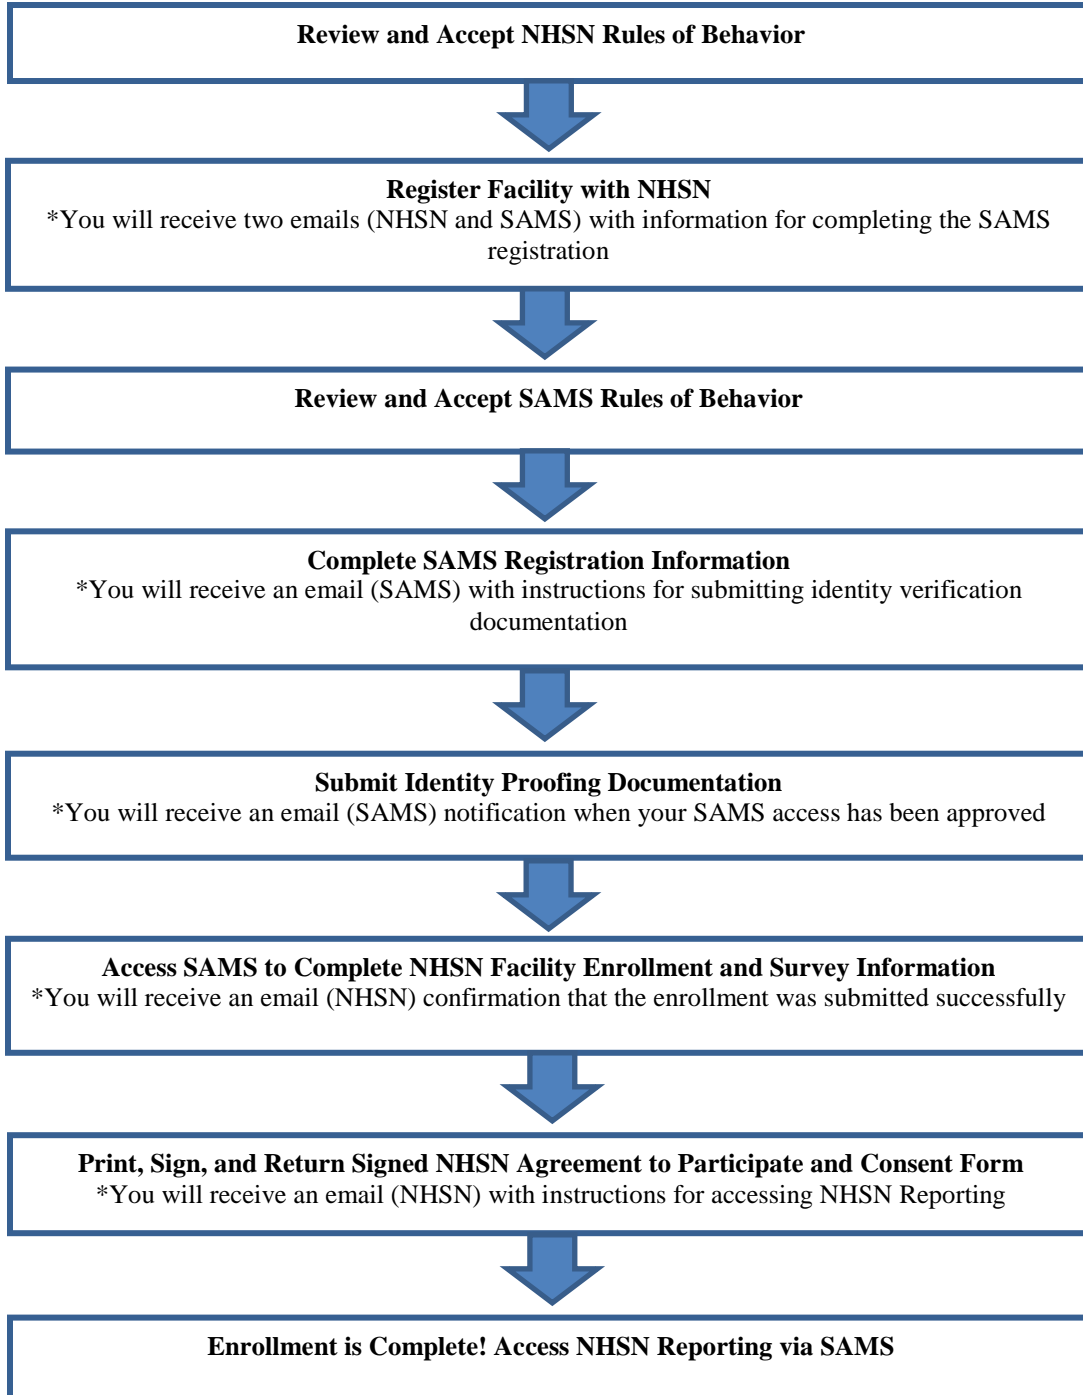 Review and Accept NHSN Rules of Behavior
Register Facility with NHSN
*You will receive two emails (NHSN and SAMS) with information for completing the SAMS
registration
Review and Accept SAMS Rules of Behavior
Complete SAMS Registration Information
*You will receive an email (SAMS) with instructions for submitting identity verification
documentation
Submit Identity Proofing Documentation
*You will receive an email (SAMS) notification when your SAMS access has been approved
Access SAMS to Complete NHSN Facility Enrollment and Survey Information
*You will receive an email (NHSN) confirmation that the enrollment was submitted successfully
Print, Sign, and Return Signed NHSN Agreement to Participate and Consent Form
*You will receive an email (NHSN) with instructions for accessing NHSN Reporting
Enrollment is Complete! Access NHSN Reporting via SAMS